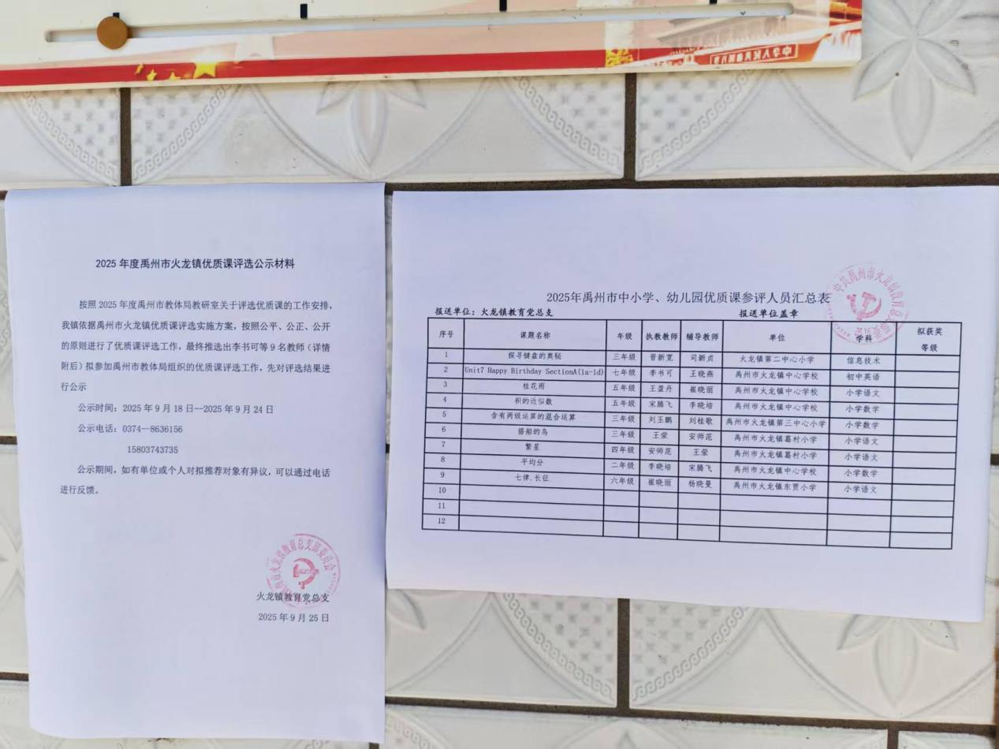 2025 年度禹州市火龙镇优质课评选公示材料
按照 2025 年度禹州市教体局教研室关于评选优质课的工作安排，
我镇依据禹州市火龙镇优质课评选实施方案，按照公平、公正、公开
的原则进行了优质课评选工作，最终推选出李书可等 9 名教师（详情
附后）拟参加禹州市教体局组织的优质课评选工作，先对评选结果进
行公示
公示时间：2025 年 9 月 18 日--2025 年 9 月 24 日
公示电话：0374--8636156
15803743735
公示期间，如有单位或个人对拟推荐对象有异议，可以通过电话
进行反馈。
火龙镇教育党总支
2025 年 9 月 25 日
2025年禹州市中小学、幼儿园优质课参评人员汇总表
报送单位：火龙镇教育党总支 报送单位盖章
序号 课题名称 年级 执教教师 辅导教师 单位 学科 拟获奖等级
1 探寻键盘的奥秘 三年级 晋新宽 司新贞 火龙镇第二中心小学 信息技术
2 Unit7 Happy Birthday SectionA(1a-1d) 七年级 李书可 王晓燕 禹州市火龙镇中心学校 初中英语
3 桂花雨 五年级 王盈丹 崔晓丽 禹州市火龙镇中心学校 小学语文
4 积的近似数 五年级 宋腾飞 李晓培 禹州市火龙镇中心学校 小学数学
5 含有两级运算的混合运算 三年级 刘玉鹏 刘桂歌 禹州市火龙镇第三中心小学 小学数学
6 搭船的鸟 三年级 王荣 安师范 禹州市火龙镇葛村小学 小学语文
7 繁星 四年级 安师范 王荣 禹州市火龙镇葛村小学 小学语文
8 平均分 二年级 李晓培 宋腾飞 禹州市火龙镇中心学校 小学数学
9 七律.长征 六年级 崔晓丽 杨晓曼 禹州市火龙镇东贾小学 小学语文
10
11
12